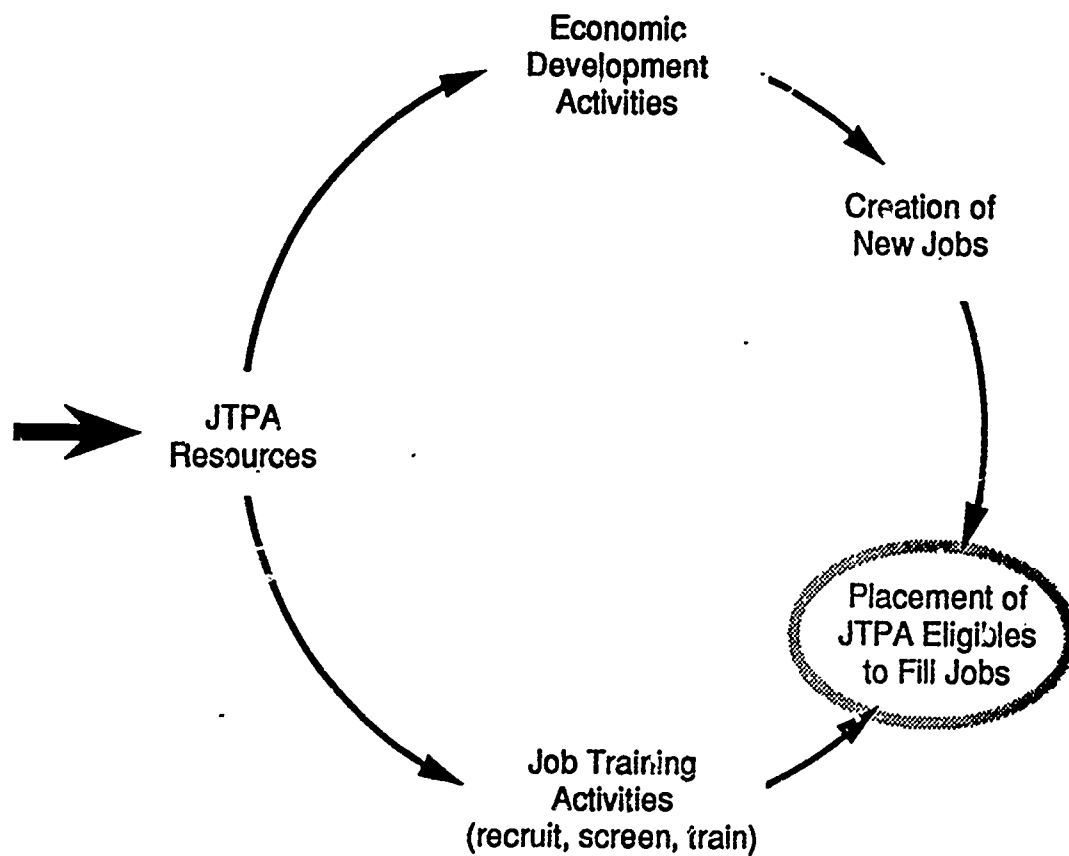 Economic
Development
Activities
Creation of
New Jobs
JTPA
Resources
Placement of
JTPA Eligibles
to Fill Jobs
Job Training
Activities
(recruit, screen, train)